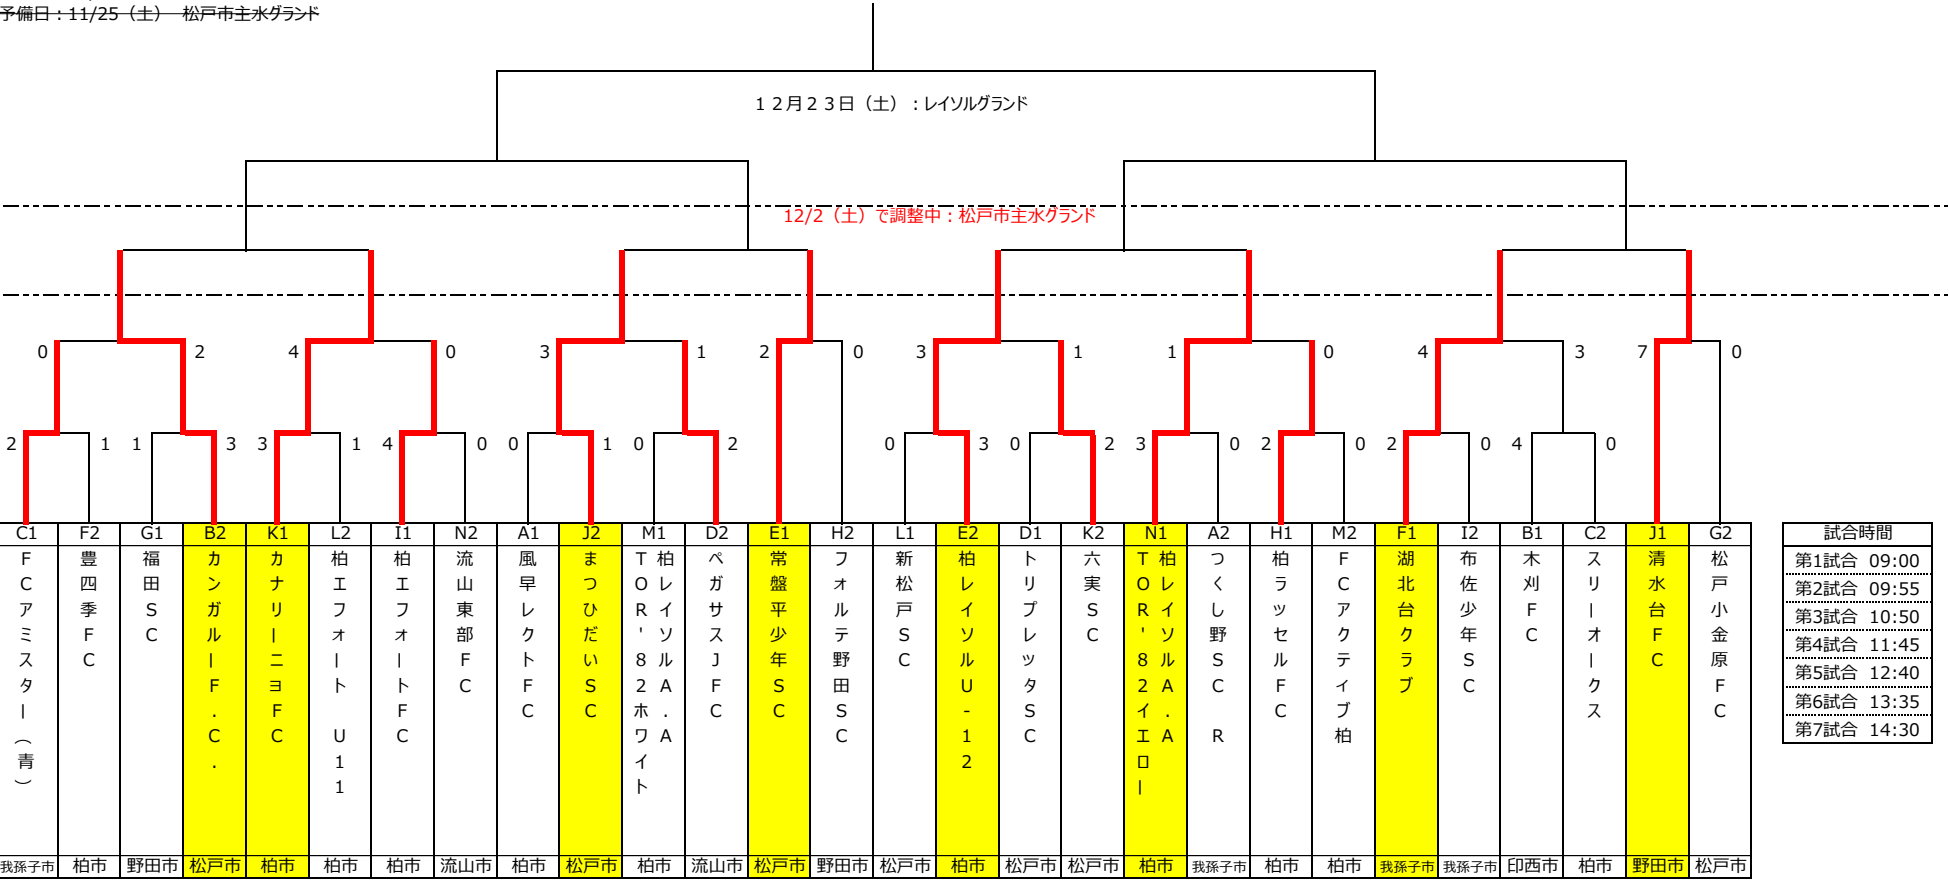 予備日：11/25（土） 松戸市主水グランド
１２月２３日（土）：レイソルグランド
12/2（土）で調整中：松戸市主水グランド
0 2 4 0 3 1 2 0 3 1 1 0 4 3 7 0
2 1 1 3 3 1 4 0 0 1 0 2 0 3 0 2 3 0 2 0 2 0 4 0
C1 F2 G1 B2 K1 L2 I1 N2 A1 J2 M1 D2 E1 H2 L1 E2 D1 K2 N1 A2 H1 M2 F1 I2 B1 C2 J1 G2
ＦＣアミスター（青）
豊四季ＦＣ
福田ＳＣ
カンガルーＦ．Ｃ．
カナリーニョＦＣ
柏エフォート Ｕ１１
柏エフォートＦＣ
流山東部ＦＣ
風早レクトＦＣ
まつひだいＳＣ
柏レイソルＡ．Ａ
ＴＯＲ'８２ホワイト
ペガサスＪＦＣ
常盤平少年ＳＣ
フォルテ野田ＳＣ
新松戸ＳＣ
柏レイソルＵ-１２
トリプレッタＳＣ
六実ＳＣ
柏レイソルＡ．Ａ
ＴＯＲ'８２イエロー
つくし野ＳＣ Ｒ
柏ラッセルＦＣ
ＦＣアクティブ柏
湖北台クラブ
布佐少年ＳＣ
木刈ＦＣ
スリーオークス
清水台ＦＣ
松戸小金原ＦＣ
我孫子市 柏市 野田市 松戸市 柏市 柏市 柏市 流山市 柏市 松戸市 柏市 流山市 松戸市 野田市 松戸市 柏市 松戸市 松戸市 柏市 我孫子市 柏市 柏市 我孫子市 我孫子市 印西市 柏市 野田市 松戸市
試合時間
第1試合 09:00
第2試合 09:55
第3試合 10:50
第4試合 11:45
第5試合 12:40
第6試合 13:35
第7試合 14:30